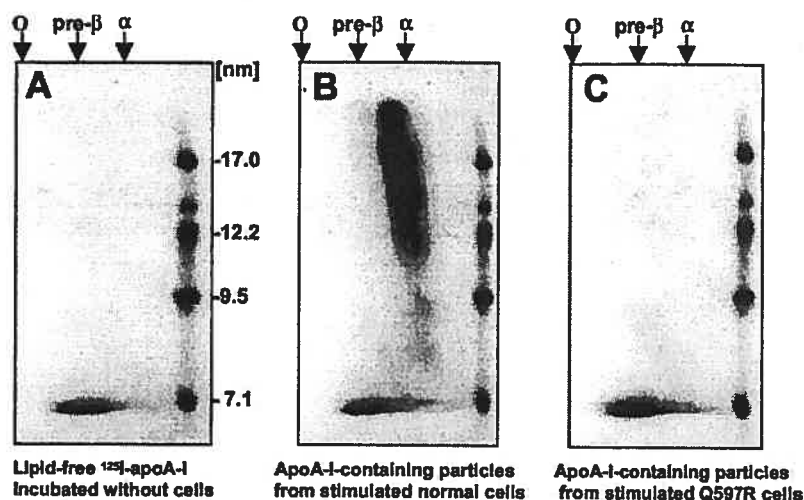 O pre-β α
O pre-β α
O pre-β α
A
[nm]
B
C
-17.0
-12.2
-9.5
-7.1
Lipid-free ¹²⁵I-apoA-I
incubated without cells
ApoA-I-containing particles
from stimulated normal cells
ApoA-I-containing particles
from stimulated Q597R cells